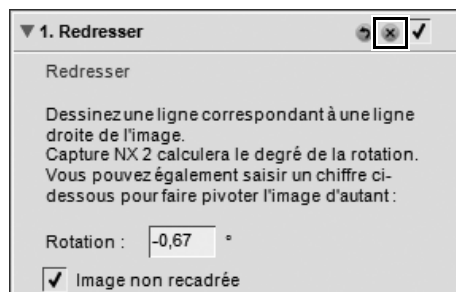 1. Redresser
Redresser
Dessinez une ligne correspondant à une ligne
droite de l'image.
Capture NX 2 calculera le degré de la rotation.
Vous pouvez également saisir un chiffre ci-
dessous pour faire pivoter l'image d'autant :
Rotation : -0,67 °
Image non recadrée